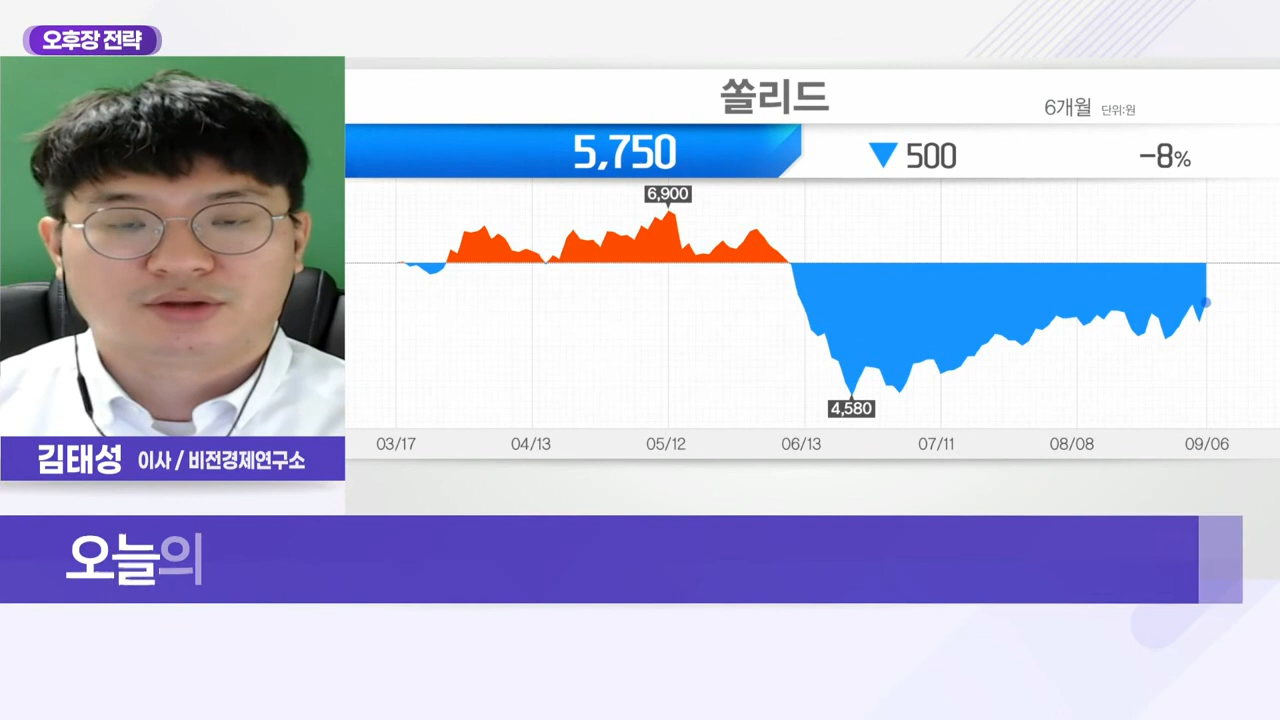 오후장 전략
쏠리드
6개월 단위:원
5,750 ▼ 500 -8%
6,900
4,580
03/17 04/13 05/12 06/13 07/11 08/08 09/06
김태성 이사 / 비전경제연구소
오늘의